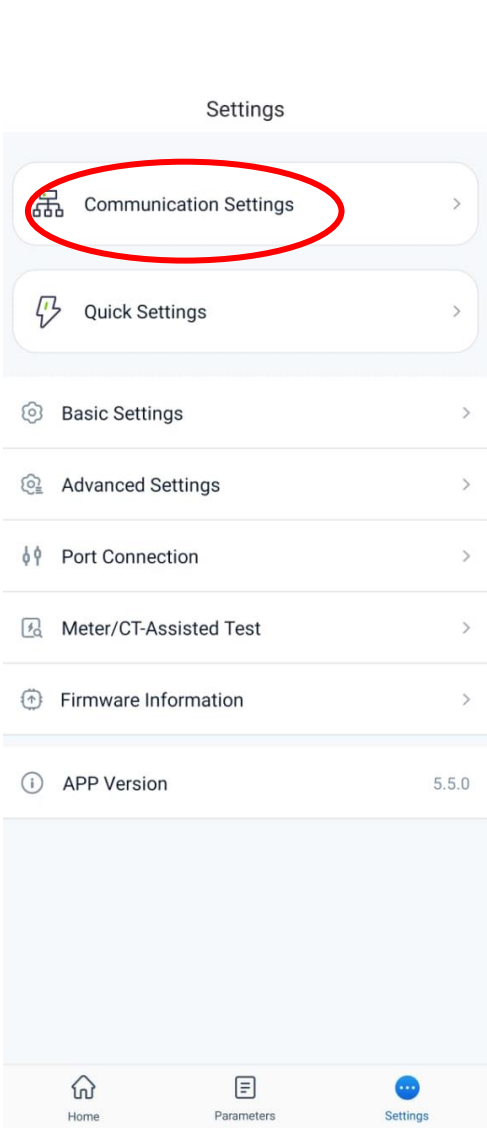 Settings
Communication Settings
Quick Settings
Basic Settings
Advanced Settings
Port Connection
Meter/CT-Assisted Test
Firmware Information
APP Version 5.5.0
Home Parameters Settings